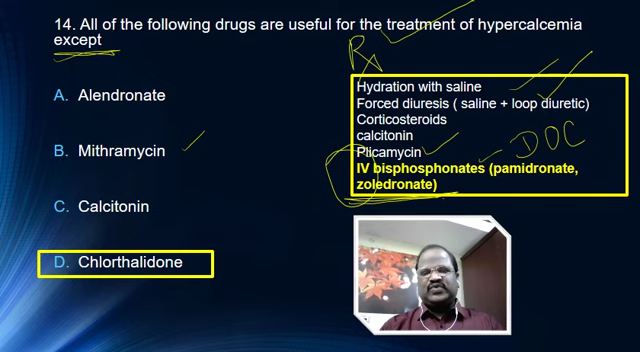 14. All of the following drugs are useful for the treatment of hypercalcemia
except
A. Alendronate
B. Mithramycin
C. Calcitonin
D. Chlorthalidone
Rx
Hydration with saline
Forced diuresis ( saline + loop diuretic)
Corticosteroids
calcitonin
Plicamycin
DOC
IV bisphosphonates (pamidronate,
zoledronate)